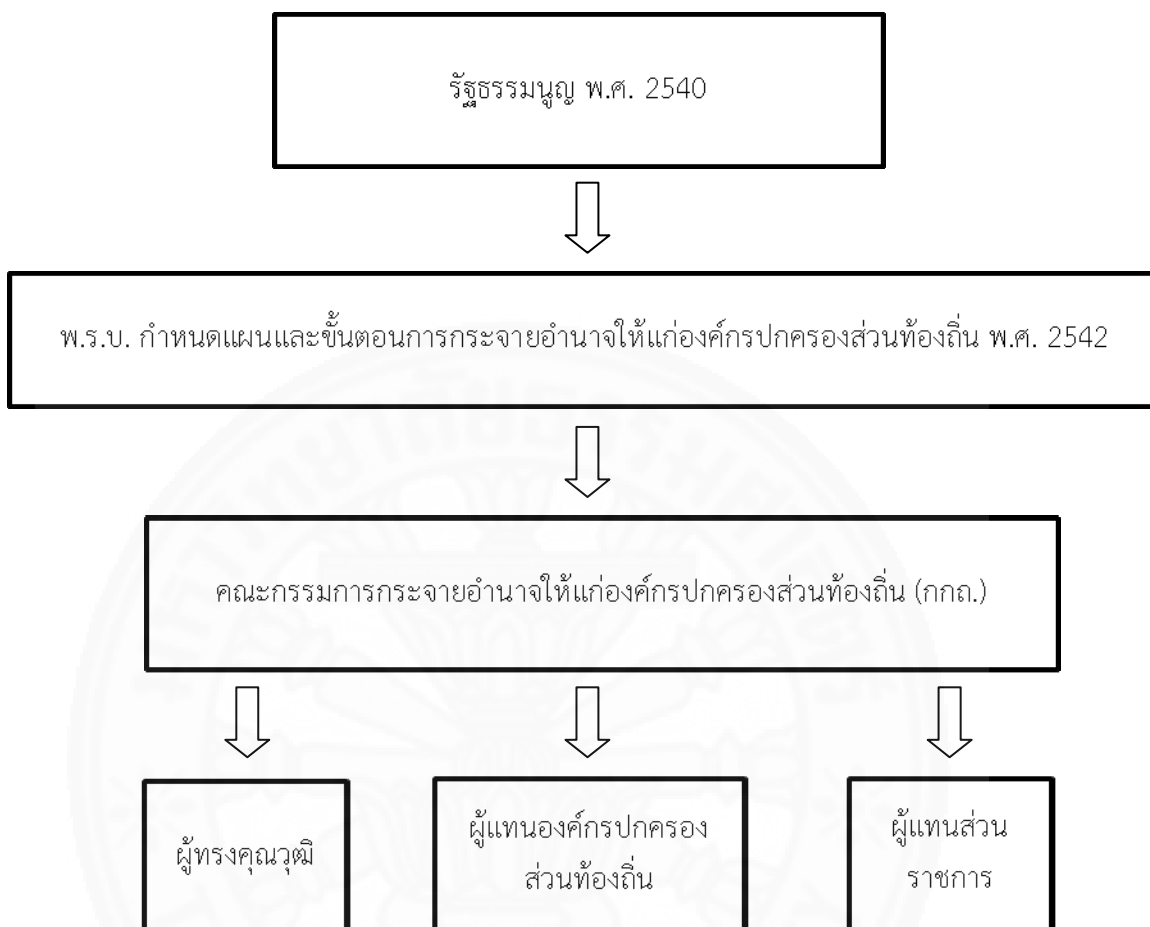 รัฐธรรมนูญ พ.ศ. 2540
พ.ร.บ. กำหนดแผนและขั้นตอนการกระจายอำนาจให้แก่องค์กรปกครองส่วนท้องถิ่น พ.ศ. 2542
คณะกรรมการกระจายอำนาจให้แก่องค์กรปกครองส่วนท้องถิ่น (กกถ.)
ผู้ทรงคุณวุฒิ
ผู้แทนองค์กรปกครอง
ส่วนท้องถิ่น
ผู้แทนส่วน
ราชการ